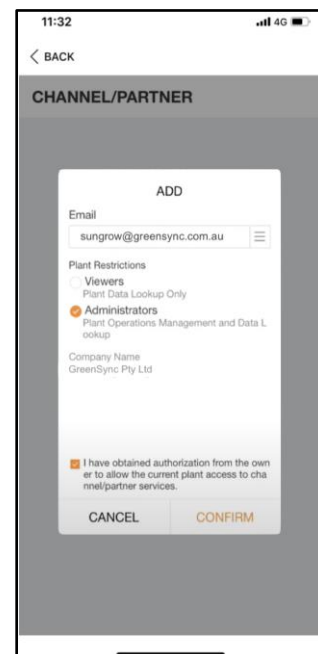 11:32
4G
BACK
CHANNEL/PARTNER
ADD
Email
sungrow@greensync.com.au
Plant Restrictions
Viewers
Plant Data Lookup Only
Administrators
Plant Operations Management and Data L
ookup
Company Name
GreenSync Pty Ltd
I have obtained authorization from the own
er to allow the current plant access to cha
nnel/partner services.
CANCEL
CONFIRM